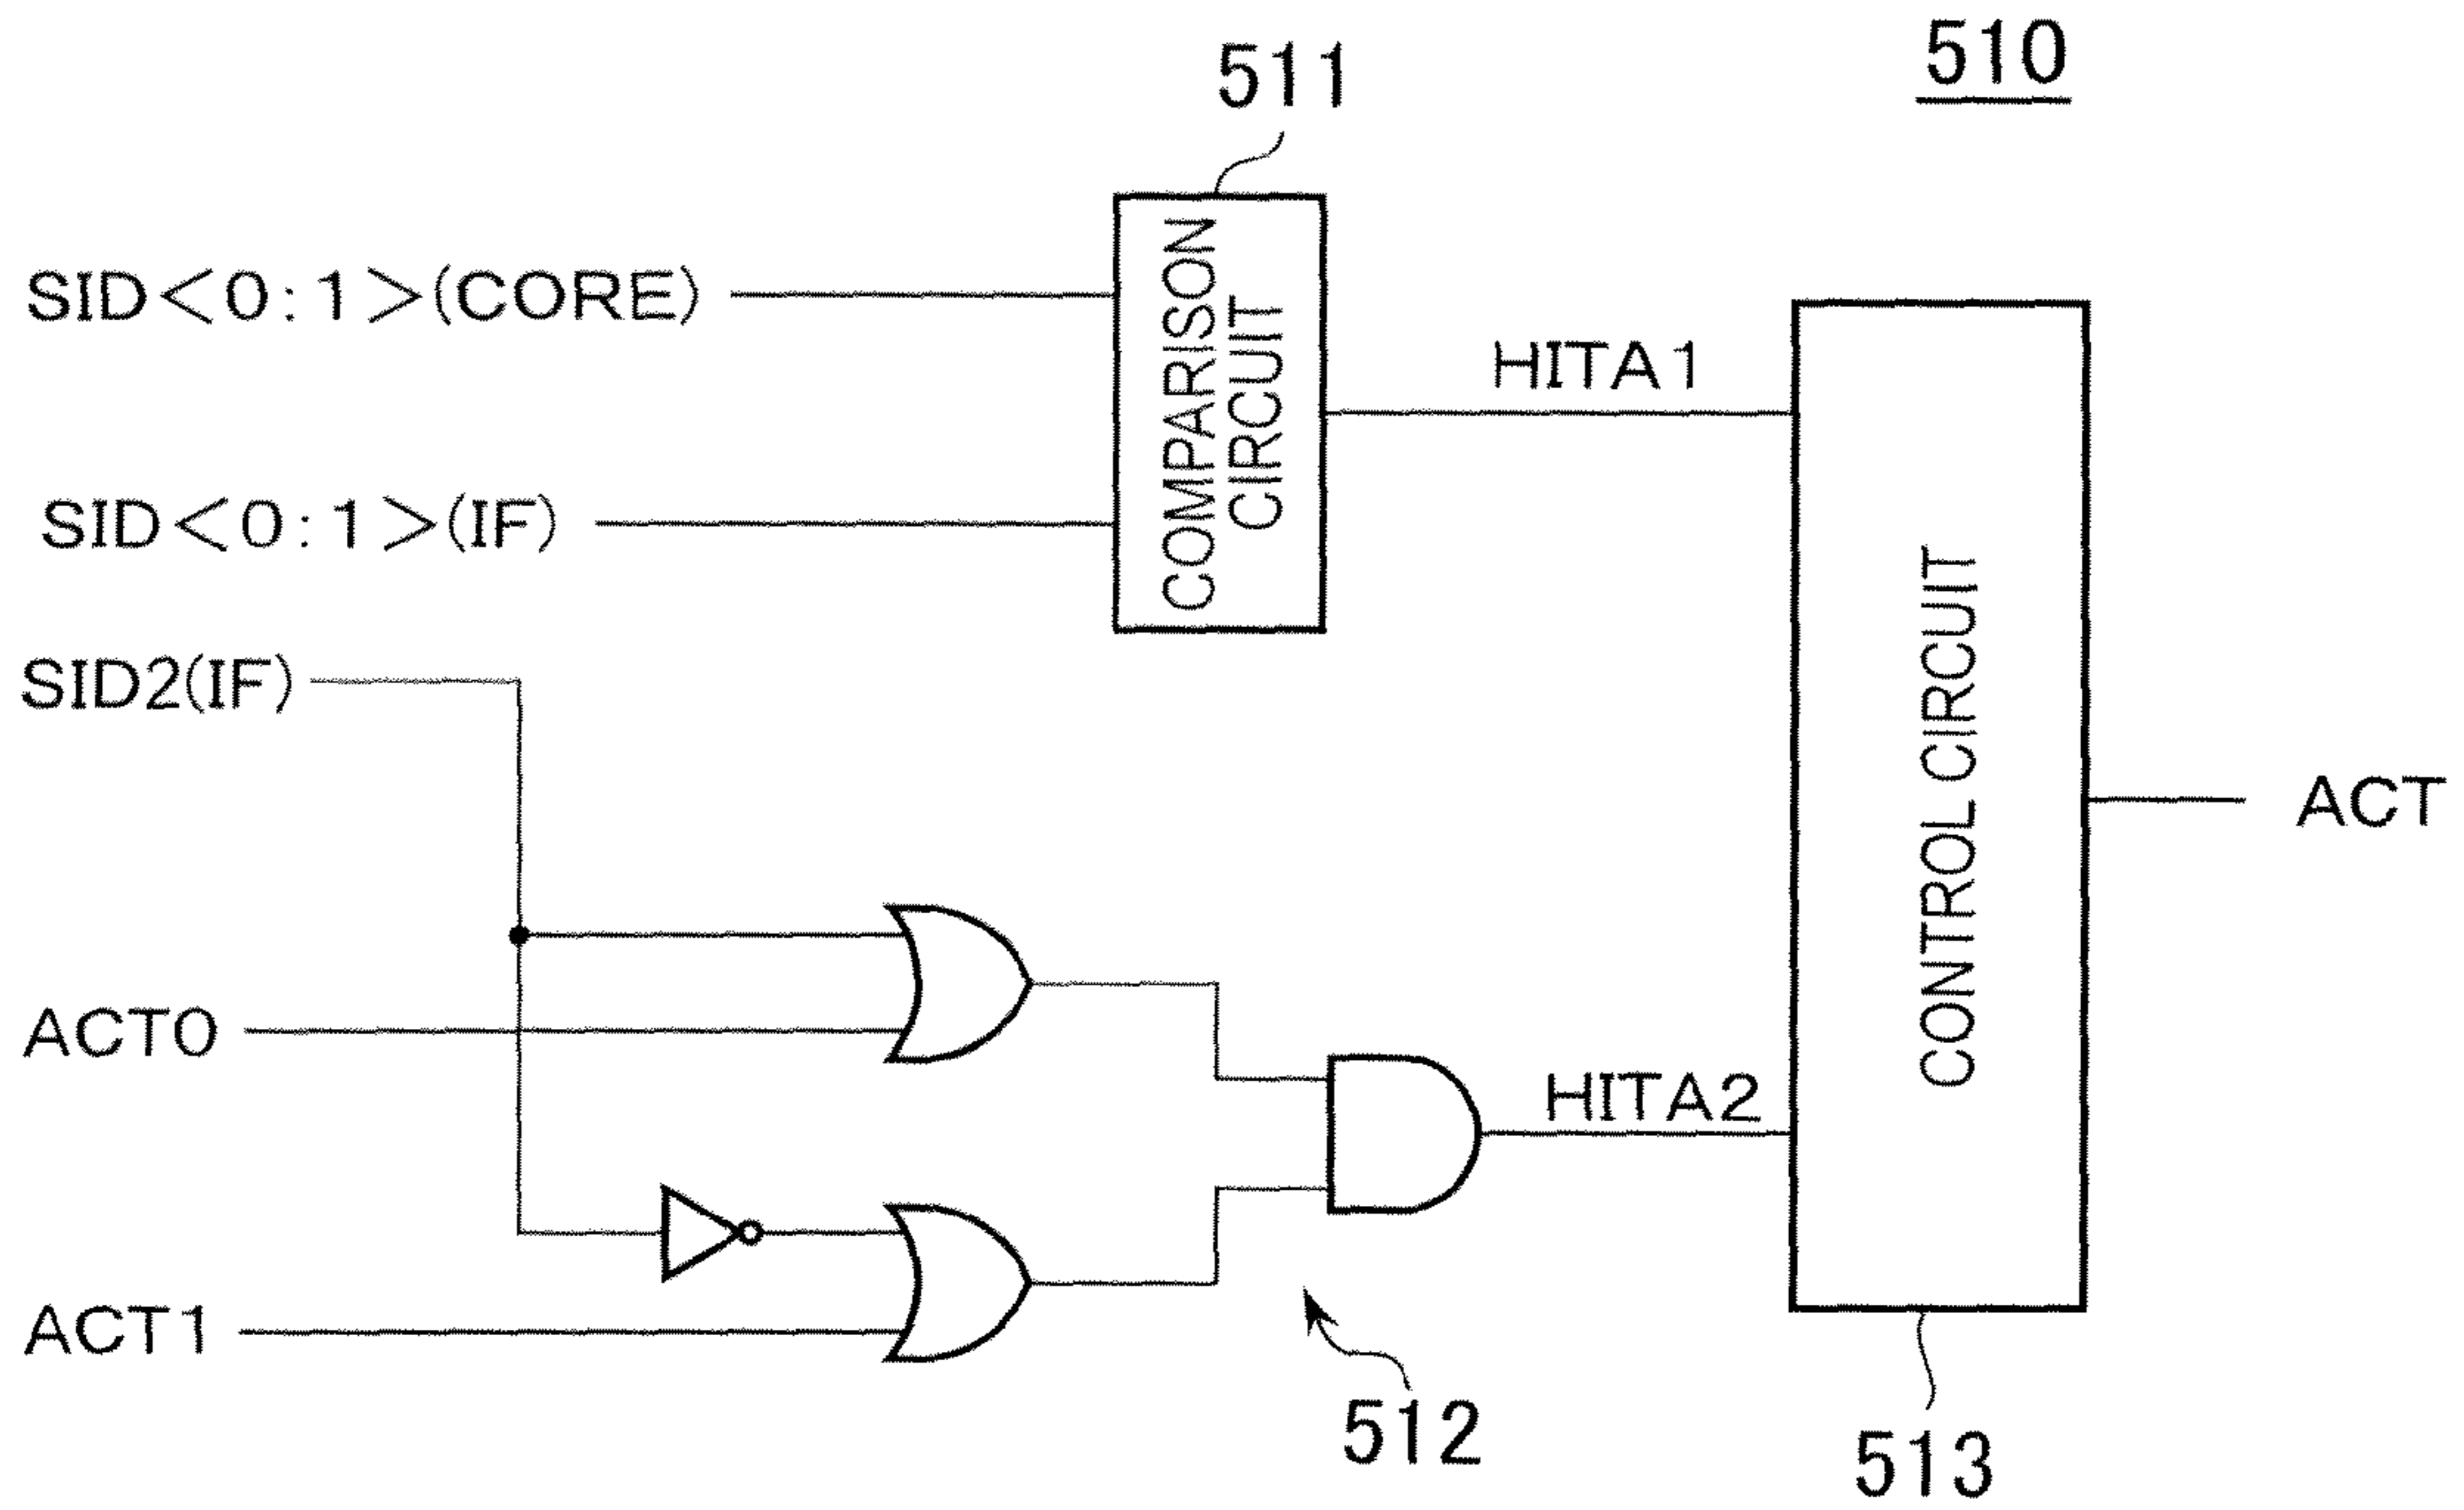 510
511
SID<0:1>(CORE)
COMPARISON
CIRCUIT
HITA1
SID<0:1>(IF)
SID2(IF)
CONTROL CIRCUIT
ACT
ACT0
HITA2
ACT1
512
513